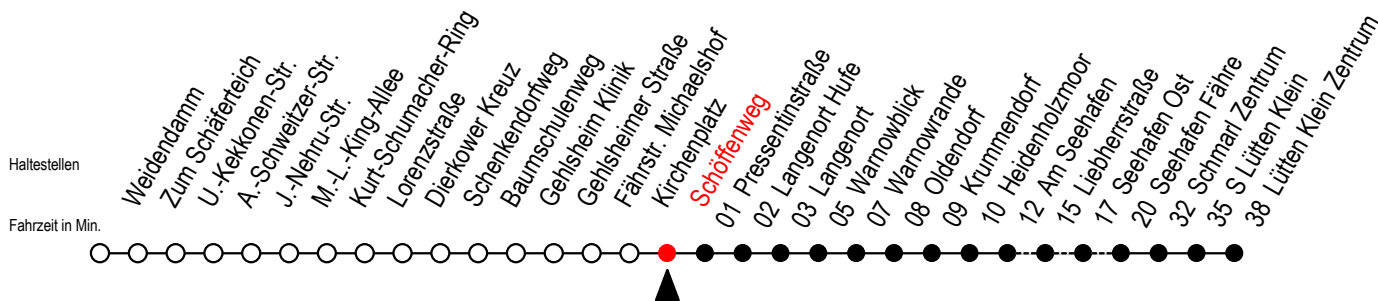 Haltestellen
Weidendamm
Zum Schäferteich
U.-Kekkonen-Str.
A.-Schweitzer-Str.
J.-Nehru-Str.
M.-L.-King-Allee
Kurt-Schumacher-Ring
Lorenzstraße
Dierkower Kreuz
Schenkendorfweg
Baumschulenweg
Gehlsheim Klinik
Gehlsheimer Straße
Fährstr. Michaelshof
Kirchenplatz
Schöffenweg
01 Pressentinstraße
02 Langenort Hufe
03 Langenort
05 Warnowblick
07 Warnowrande
08 Oldendorf
09 Krummendorf
10 Heidenholzmoor
12 Am Seehafen
15 Liebherrstraße
17 Seehafen Ost
20 Seehafen Fähre
32 Schmarl Zentrum
35 S Lütten Klein
38 Lütten Klein Zentrum
Fahrzeit in Min.